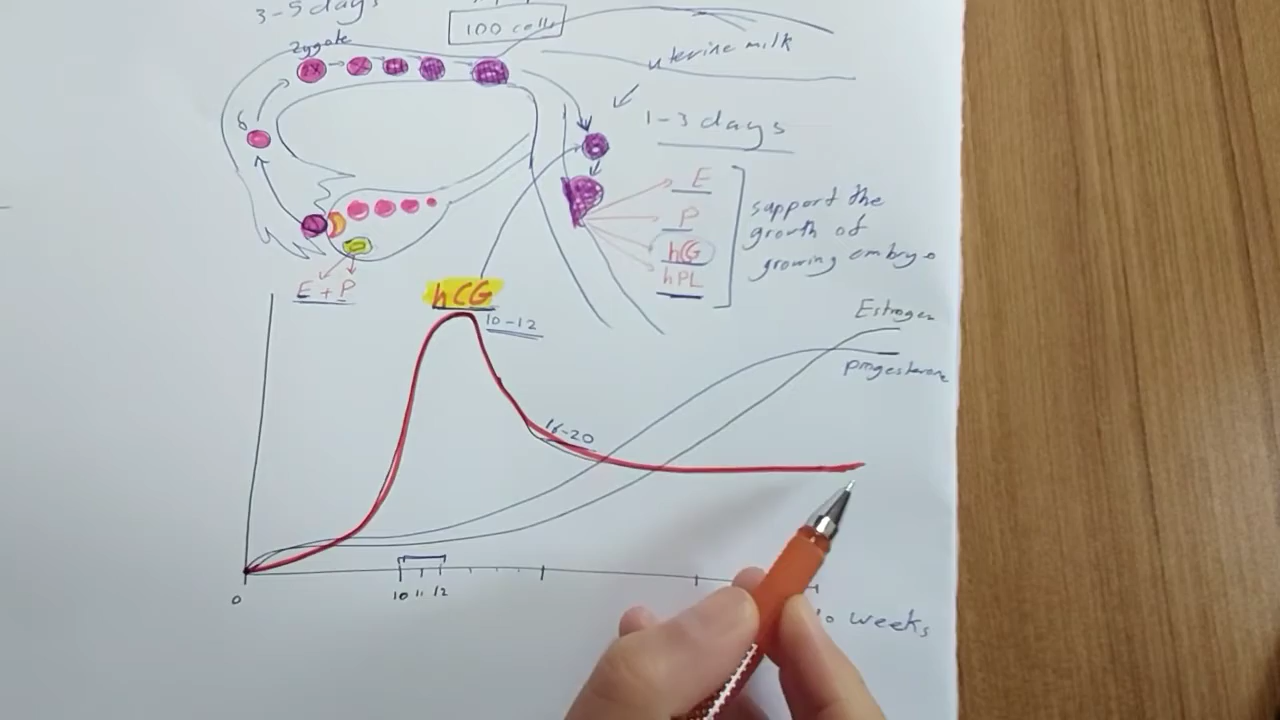 3-5 days
100 cells
zygote
uterine milk
1-3 days
E
P
hCG
hPL
support the
growth of
growing embryo
E + P
hCG
10-12
Estrogen
progesterone
16-20
0
10 11 12
weeks